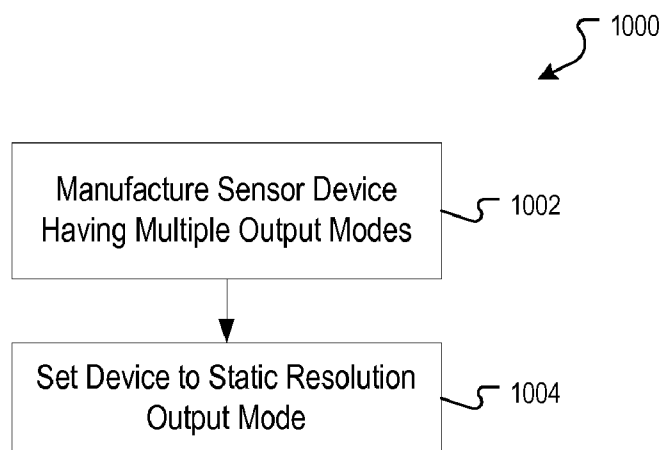 1000
Manufacture Sensor Device
Having Multiple Output Modes
1002
Set Device to Static Resolution
Output Mode
1004